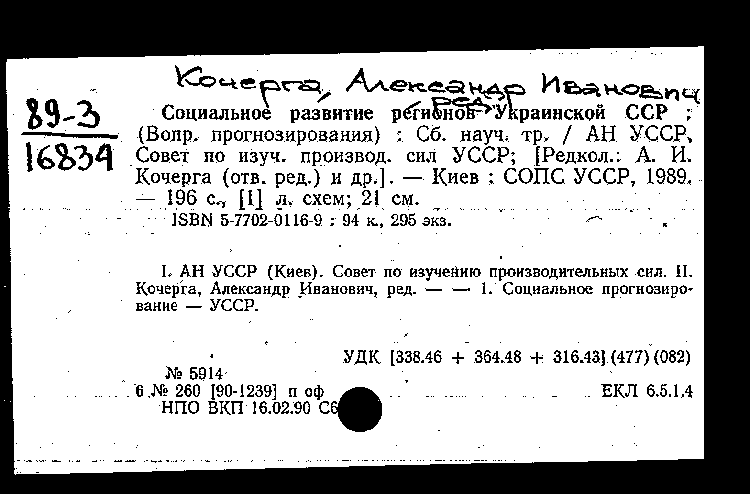 Кочерга, Александр Иванович
ред.
89-3
16834
Социальное развитие регионов Украинской ССР :
(Вопр. прогнозирования) : Сб. науч. тр. / АН УССР,
Совет по изуч. производ. сил УССР; [Редкол.: А. И.
Кочерга (отв. ред.) и др.]. — Киев : СОПС УССР, 1989.
— 196 с., [1] л. схем; 21 см.
ISBN 5-7702-0116-9 : 94 к., 295 экз.
I. АН УССР (Киев). Совет по изучению производительных сил. II.
Кочерга, Александр Иванович, ред. — — 1. Социальное прогнозиро-
вание — УССР.
УДК [338.46 + 364.48 + 316.43] (477) (082)
№ 5914
6 № 260 [90-1239] п оф
ЕКЛ 6.5.1.4
НПО ВКП 16.02.90 С6